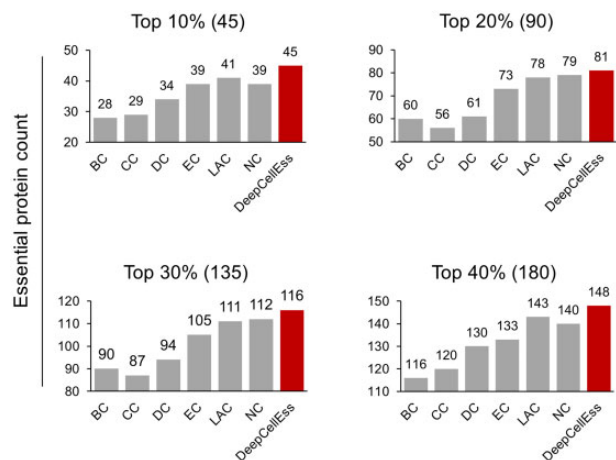 Essential protein count
Top 10% (45)
50
40
30
20
28
29
34
39
41
39
45
BC
CC
DC
EC
LAC
NC
DeepCellEss
Top 20% (90)
90
80
70
60
50
60
56
61
73
78
79
81
BC
CC
DC
EC
LAC
NC
DeepCellEss
Top 30% (135)
120
110
100
90
80
90
87
94
105
111
112
116
BC
CC
DC
EC
LAC
NC
DeepCellEss
Top 40% (180)
150
140
130
120
110
116
120
130
133
143
140
148
BC
CC
DC
EC
LAC
NC
DeepCellEss